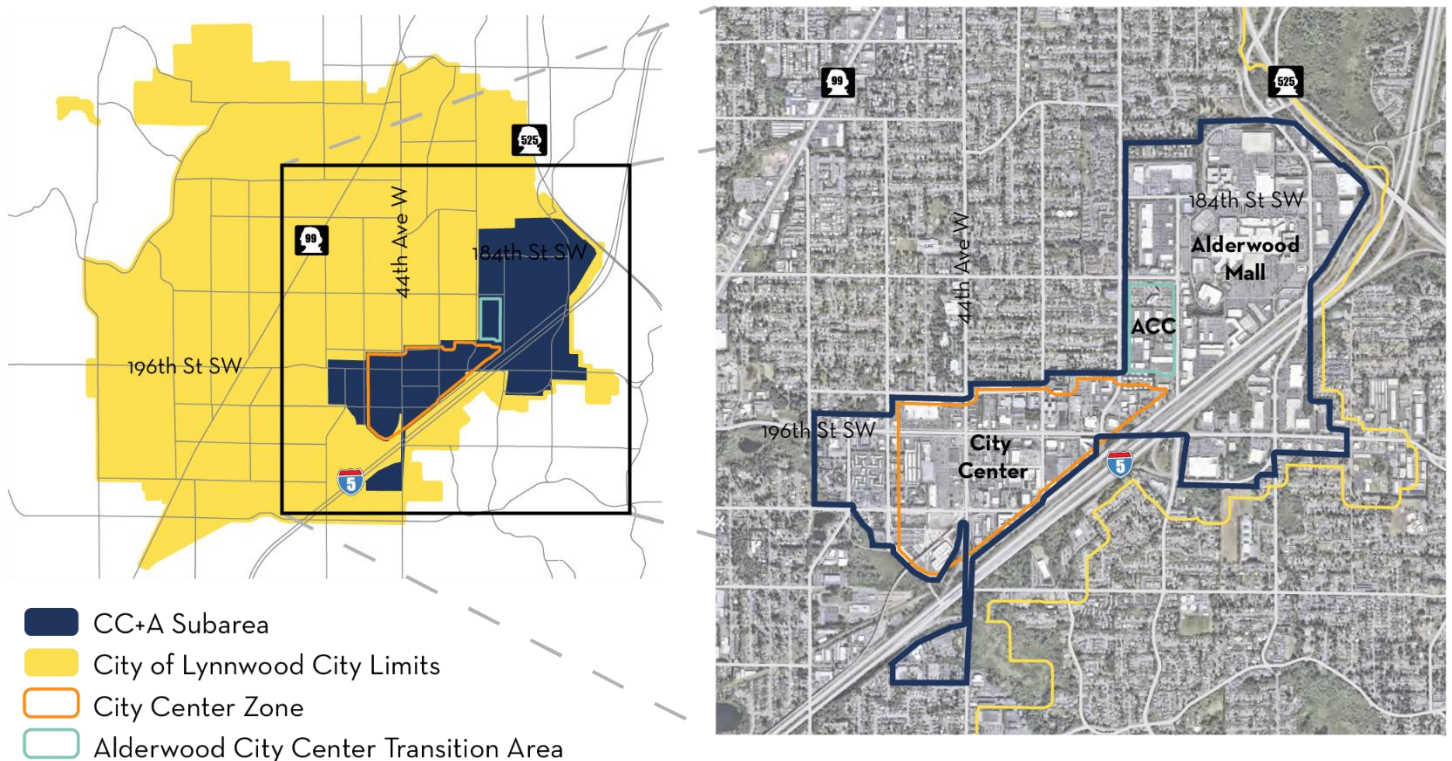 525
99
44th Ave W
184th St SW
196th St SW
5
CC+A Subarea
City of Lynnwood City Limits
City Center Zone
Alderwood City Center Transition Area
99
525
184th St SW
Alderwood
Mall
44th Ave W
ACC
196th St SW
City
Center
5